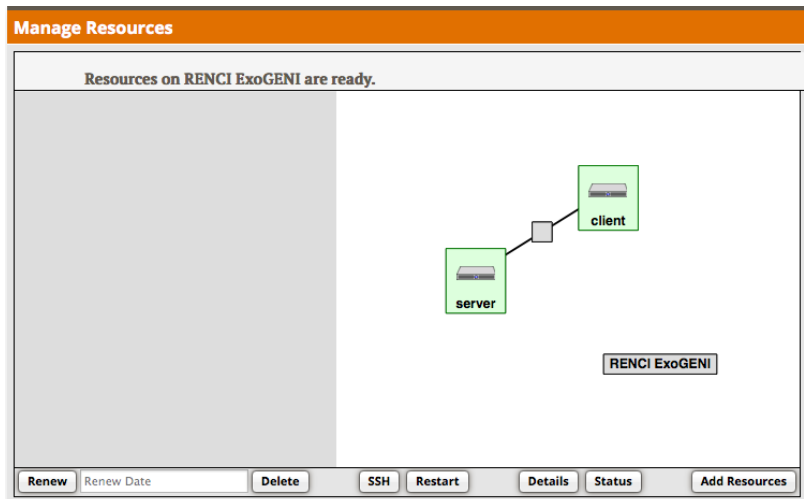 Manage Resources
Resources on RENCI ExoGENI are ready.
client
server
RENCI ExoGENI
Renew Renew Date Delete SSH Restart Details Status Add Resources